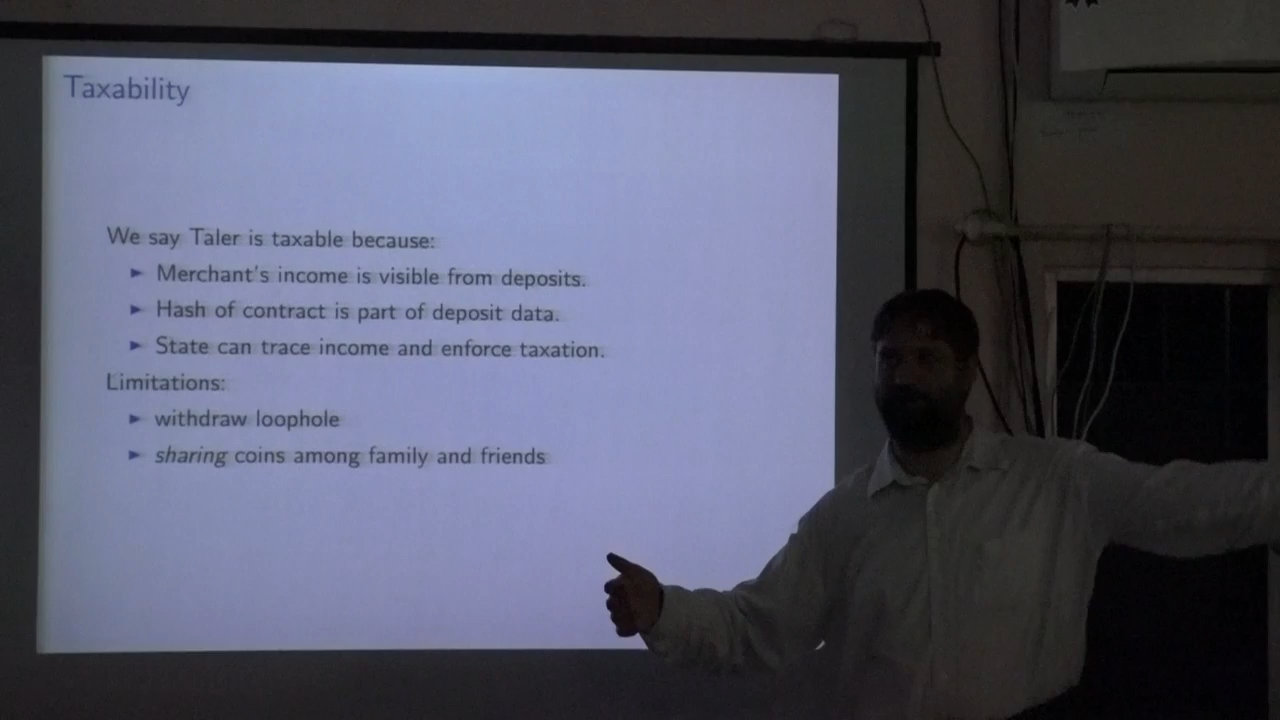 Taxability
We say Taler is taxable because:
► Merchant's income is visible from deposits.
► Hash of contract is part of deposit data.
► State can trace income and enforce taxation.
Limitations:
► withdraw loophole
► sharing coins among family and friends